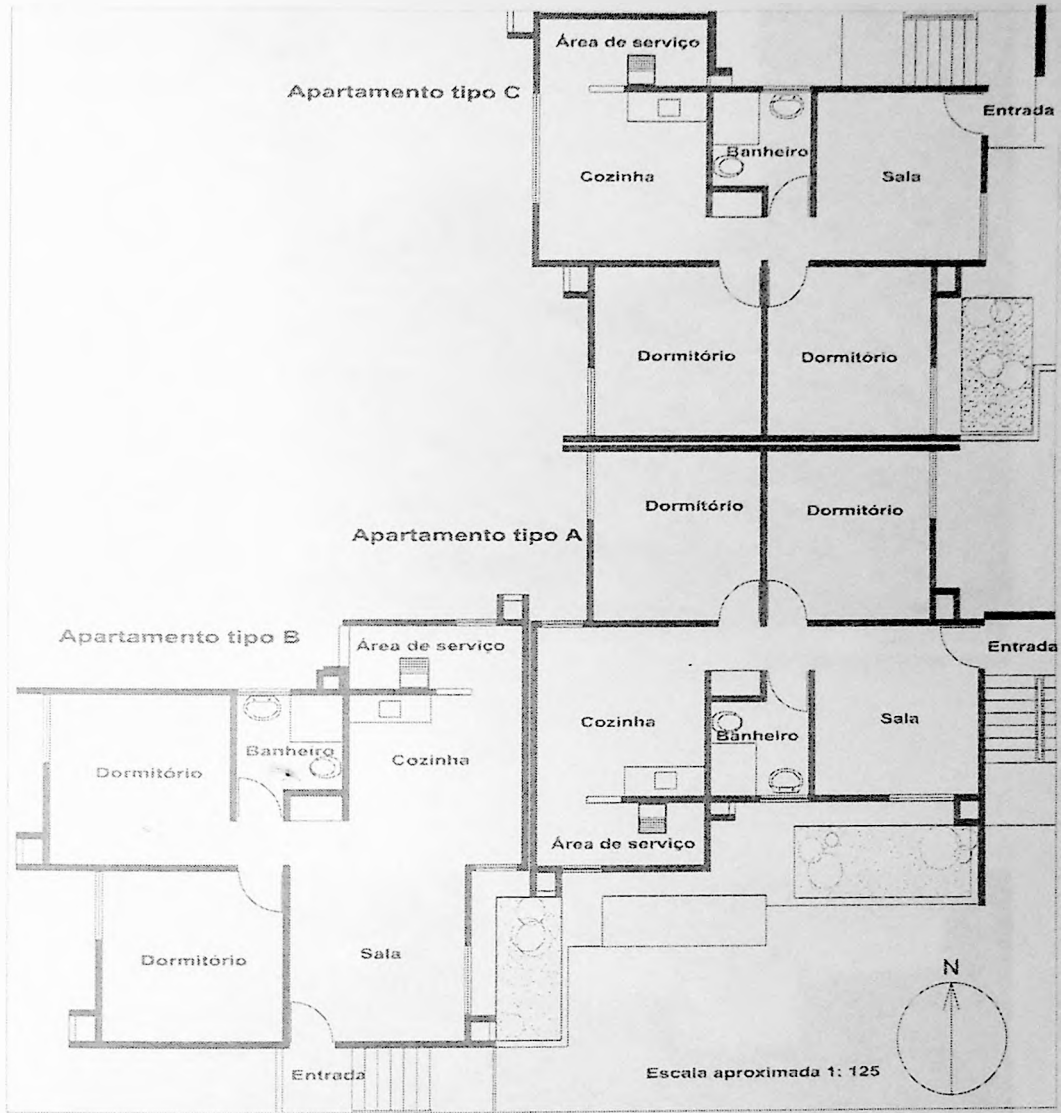 Área de serviço
Apartamento tipo C
Entrada
Banheiro
Cozinha
Sala
Dormitório
Dormitório
Dormitório
Dormitório
Apartamento tipo A
Apartamento tipo B
Área de serviço
Entrada
Cozinha
Banheiro
Sala
Banheiro
Cozinha
Dormitório
Área de serviço
Dormitório
Sala
N
Escala aproximada 1: 125
Entrada